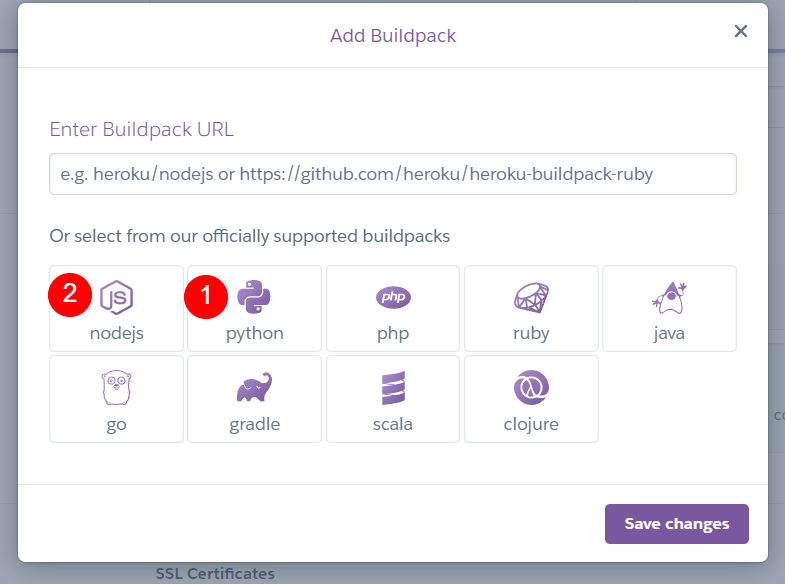 Add Buildpack
Enter Buildpack URL
e.g. heroku/nodejs or https://github.com/heroku/heroku-buildpack-ruby
Or select from our officially supported buildpacks
2 JS 1 php
nodejs python php ruby java
go gradle scala clojure
co
Save changes
SSL Certificates